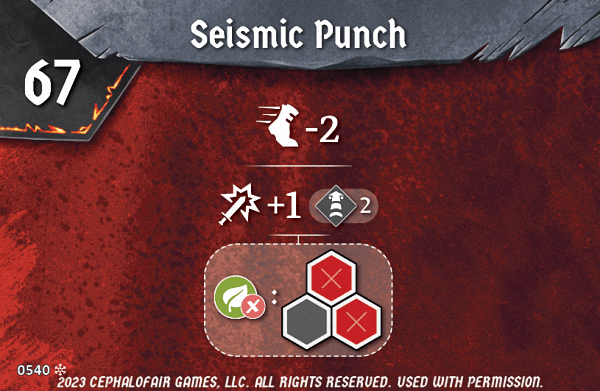 Seismic Punch
67
-2
+1 2
:
0540
2023 CEPHALOFAIR GAMES, LLC. ALL RIGHTS RESERVED. USED WITH PERMISSION.